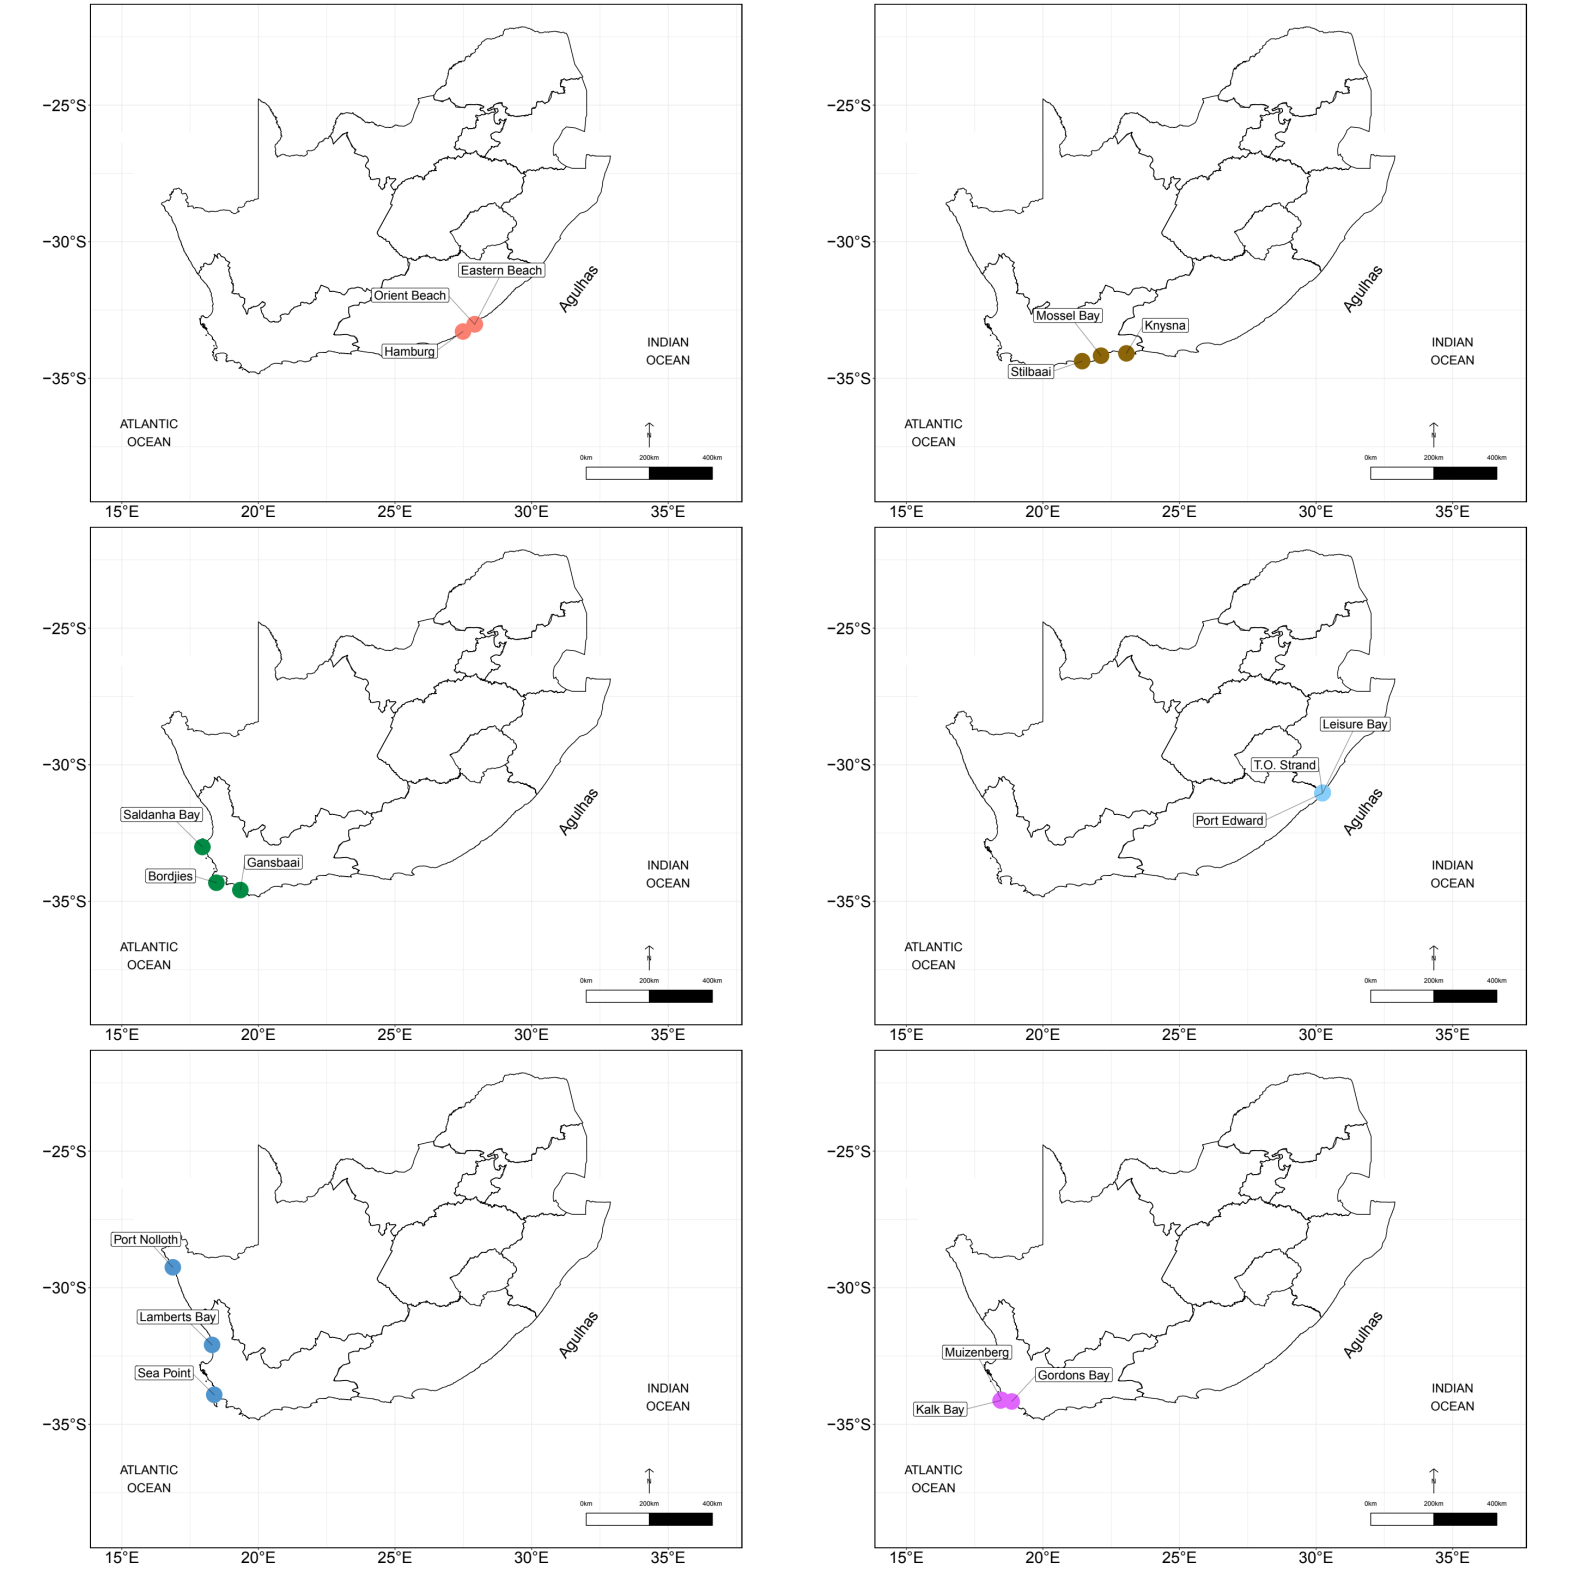 −25°S
−30°S
Eastern Beach
Orient Beach
Agulhas
Hamburg
INDIAN
OCEAN
−35°S
ATLANTIC
OCEAN
N
0km 200km 400km
15°E 20°E 25°E 30°E 35°E
−25°S
−30°S
Mossel Bay
Knysna
Stilbaai
Agulhas
INDIAN
OCEAN
−35°S
ATLANTIC
OCEAN
N
0km 200km 400km
15°E 20°E 25°E 30°E 35°E
−25°S
−30°S
Saldanha Bay
Gansbaai
Bordjies
Agulhas
INDIAN
OCEAN
−35°S
ATLANTIC
OCEAN
N
0km 200km 400km
15°E 20°E 25°E 30°E 35°E
−25°S
Leisure Bay
−30°S
T.O. Strand
Port Edward
Agulhas
INDIAN
OCEAN
−35°S
ATLANTIC
OCEAN
N
0km 200km 400km
15°E 20°E 25°E 30°E 35°E
−25°S
Port Nolloth
−30°S
Lamberts Bay
Sea Point
Agulhas
INDIAN
OCEAN
−35°S
ATLANTIC
OCEAN
N
0km 200km 400km
15°E 20°E 25°E 30°E 35°E
−25°S
−30°S
Muizenberg
Gordons Bay
Kalk Bay
Agulhas
INDIAN
OCEAN
−35°S
ATLANTIC
OCEAN
N
0km 200km 400km
15°E 20°E 25°E 30°E 35°E